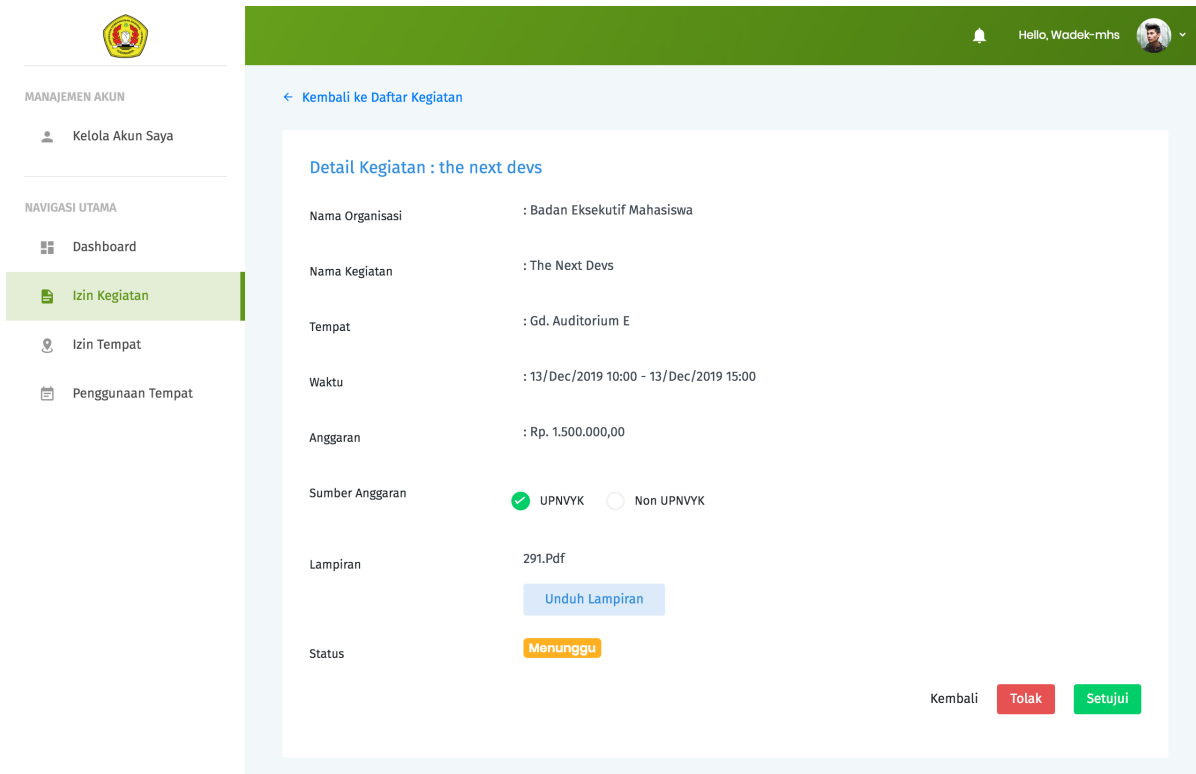 Hello, Wadek-mhs
MANAJEMEN AKUN
Kelola Akun Saya
NAVIGASI UTAMA
Dashboard
Izin Kegiatan
Izin Tempat
Penggunaan Tempat
Kembali ke Daftar Kegiatan
Detail Kegiatan : the next devs
Nama Organisasi : Badan Eksekutif Mahasiswa
Nama Kegiatan : The Next Devs
Tempat : Gd. Auditorium E
Waktu : 13/Dec/2019 10:00 - 13/Dec/2019 15:00
Anggaran : Rp. 1.500.000,00
Sumber Anggaran UPNVYK Non UPNVYK
Lampiran 291.Pdf
Unduh Lampiran
Status Menunggu
Kembali Tolak Setujui